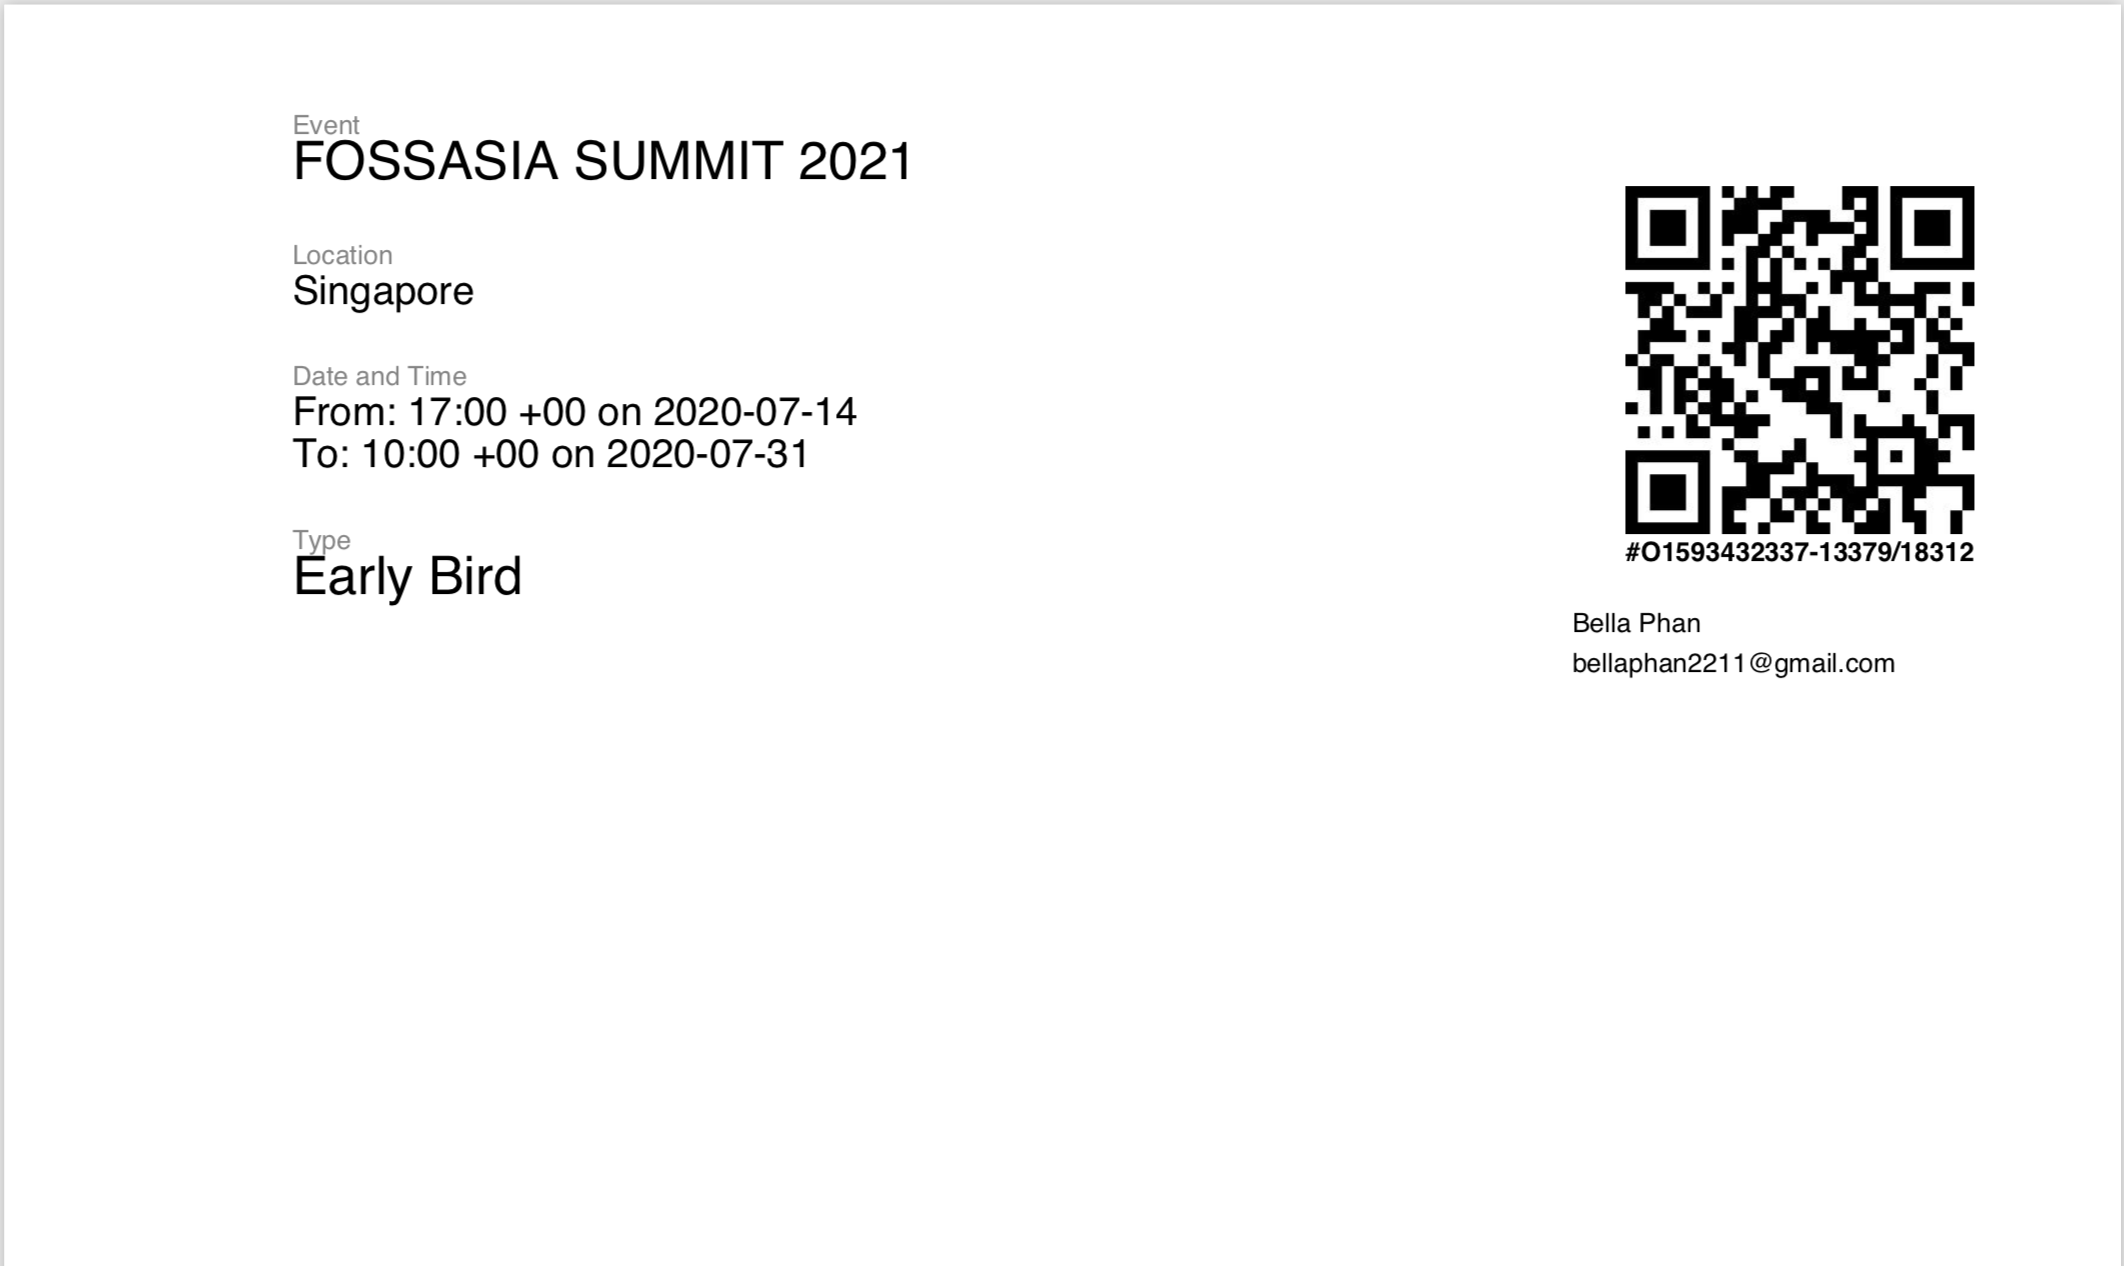 Event
FOSSASIA SUMMIT 2021
Location
Singapore
Date and Time
From: 17:00 +00 on 2020-07-14
To: 10:00 +00 on 2020-07-31
Type
Early Bird
#O1593432337-13379/18312
Bella Phan
bellaphan2211@gmail.com